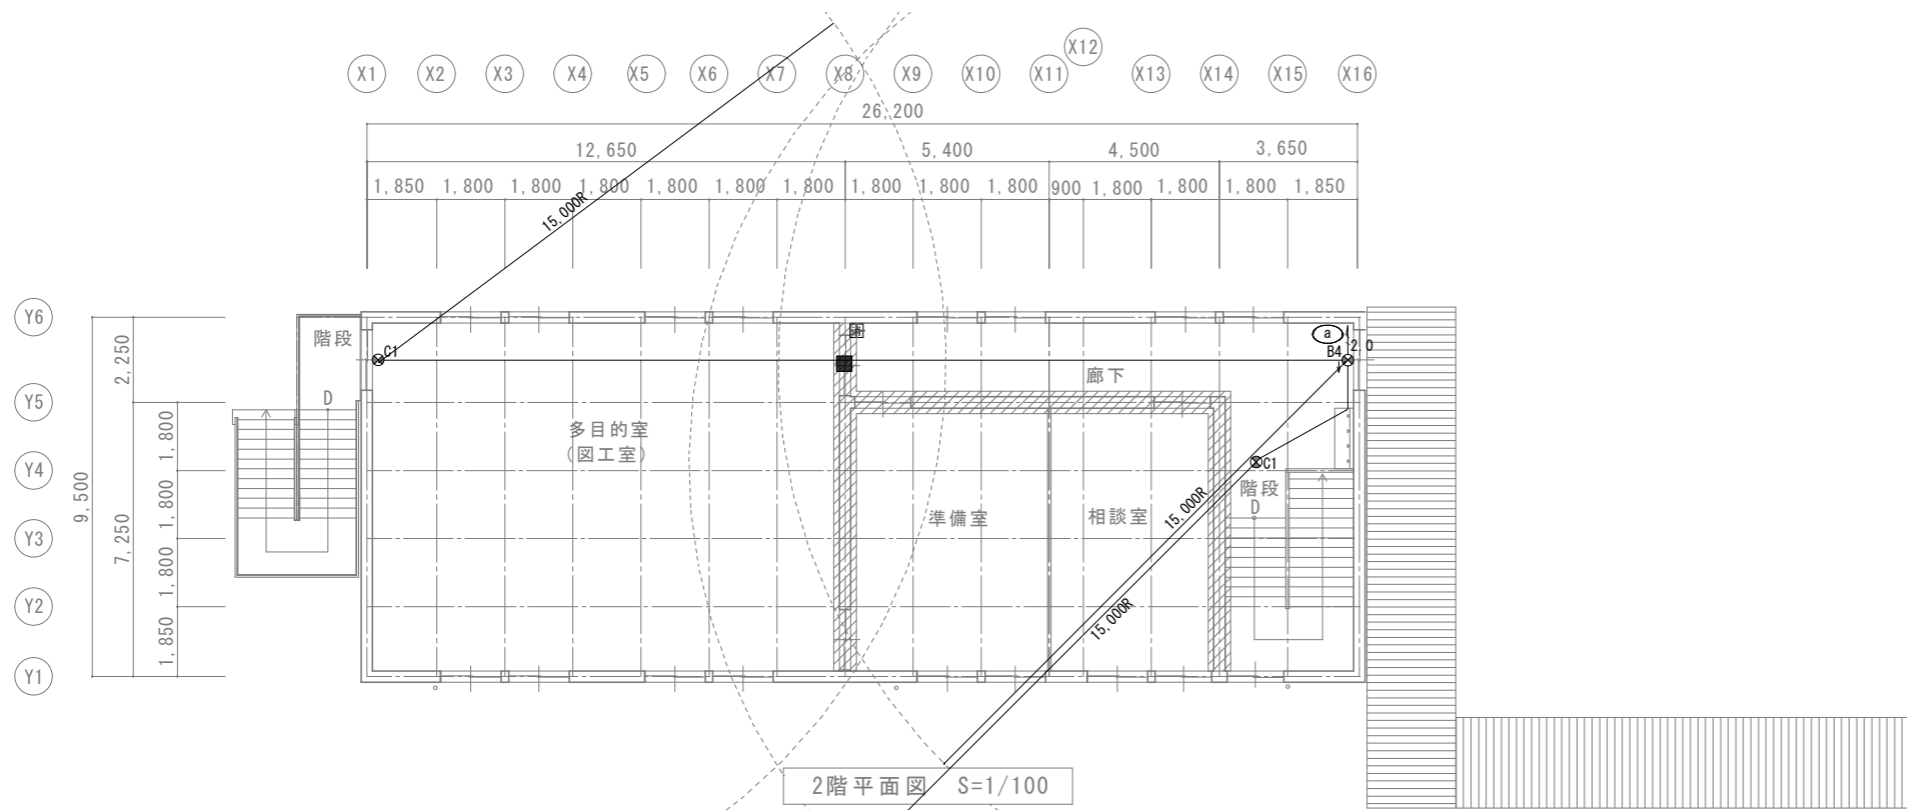 X12
X1 X2 X3 X4 X5 X6 X7 X8 X9 X10 X11 X13 X14 X15 X16
26,200
12,650 5,400 4,500 3,650
1,850 1,800 1,800 1,800 1,800 1,800 1,800 1,800 1,800 1,800 900 1,800 1,800 1,800 1,850
15,000R
Y6
階段
a
C1
B4
2.0
2,250
廊下
Y5
D
1,800
多目的室
(図工室)
Y4
C1
9,500
階段
1,800
15,000R
D
準備室
相談室
Y3
7,250
1,800
Y2
15,000R
1,850
Y1
2階平面図 S=1/100